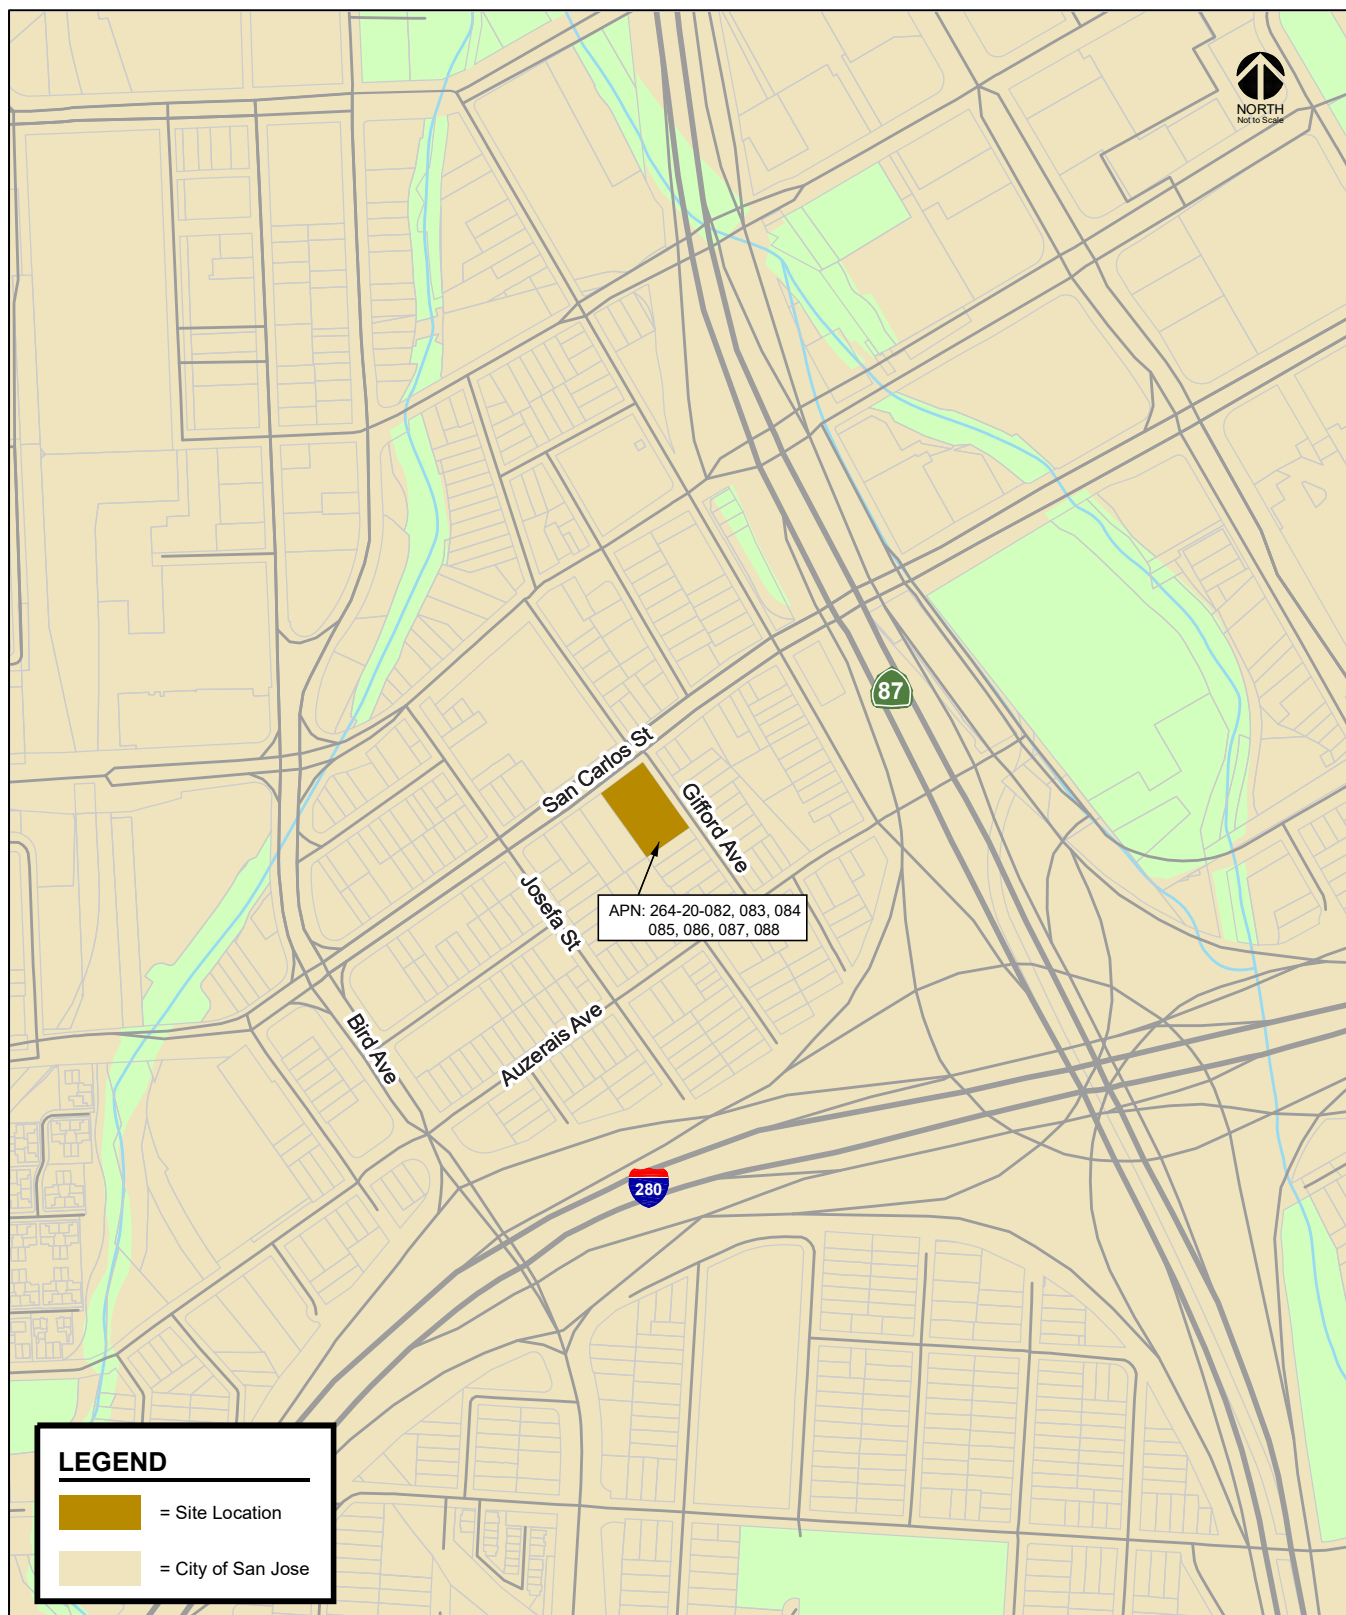 NORTH
Not to Scale
87
San Carlos St
Gifford Ave
Josefa St
APN: 264-20-082, 083, 084
085, 086, 087, 088
Auzerais Ave
Bird Ave
280
LEGEND
= Site Location
= City of San Jose